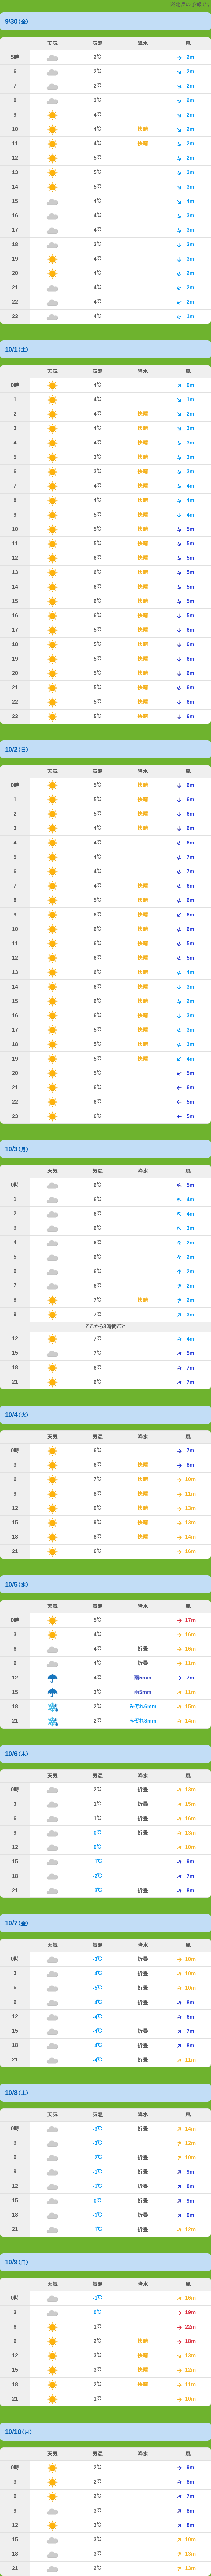 9/30(金)
天気 気温 降水 風
5時 2℃ 2m
6 2℃ 2m
7 2℃ 2m
8 3℃ 2m
9 4℃ 2m
10 4℃ 快晴 2m
11 4℃ 快晴 2m
12 5℃ 2m
13 5℃ 3m
14 5℃ 3m
15 4℃ 4m
16 4℃ 3m
17 4℃ 3m
18 3℃ 3m
19 4℃ 3m
20 4℃ 2m
21 4℃ 2m
22 4℃ 2m
23 4℃ 1m
10/1(土)
天気 気温 降水 風
0時 4℃ 0m
1 4℃ 1m
2 4℃ 快晴 2m
3 4℃ 快晴 3m
4 4℃ 快晴 3m
5 3℃ 快晴 3m
6 3℃ 快晴 3m
7 4℃ 快晴 4m
8 4℃ 快晴 4m
9 5℃ 快晴 4m
10 5℃ 快晴 5m
11 5℃ 快晴 5m
12 6℃ 快晴 5m
13 6℃ 快晴 5m
14 6℃ 快晴 5m
15 6℃ 快晴 5m
16 6℃ 快晴 5m
17 5℃ 快晴 6m
18 5℃ 快晴 6m
19 5℃ 快晴 6m
20 5℃ 快晴 6m
21 5℃ 快晴 6m
22 5℃ 快晴 6m
23 5℃ 快晴 6m
10/2(日)
天気 気温 降水 風
0時 5℃ 快晴 6m
1 5℃ 快晴 6m
2 5℃ 快晴 6m
3 4℃ 快晴 6m
4 4℃ 6m
5 4℃ 7m
6 4℃ 7m
7 4℃ 快晴 6m
8 5℃ 快晴 6m
9 6℃ 快晴 6m
10 6℃ 快晴 6m
11 6℃ 快晴 5m
12 6℃ 快晴 5m
13 6℃ 快晴 4m
14 6℃ 快晴 3m
15 6℃ 快晴 2m
16 6℃ 快晴 3m
17 5℃ 快晴 3m
18 5℃ 快晴 3m
19 5℃ 快晴 4m
20 5℃ 5m
21 6℃ 6m
22 6℃ 5m
23 6℃ 5m
10/3(月)
天気 気温 降水 風
0時 6℃ 5m
1 6℃ 4m
2 6℃ 4m
3 6℃ 3m
4 6℃ 2m
5 6℃ 2m
6 6℃ 2m
7 6℃ 2m
8 7℃ 快晴 2m
9 7℃ 3m
ここから3時間ごと
12 7℃ 4m
15 7℃ 5m
18 6℃ 7m
21 6℃ 7m
10/4(火)
天気 気温 降水 風
0時 6℃ 7m
3 6℃ 快晴 8m
6 7℃ 快晴 10m
9 8℃ 快晴 11m
12 9℃ 快晴 13m
15 9℃ 快晴 13m
18 8℃ 快晴 14m
21 6℃ 16m
10/5(水)
天気 気温 降水 風
0時 5℃ 17m
3 4℃ 16m
6 4℃ 折曇 16m
9 4℃ 折曇 11m
12 4℃ 雨5mm 7m
15 3℃ 雨5mm 11m
18 2℃ みぞれ6mm 15m
21 2℃ みぞれ8mm 14m
10/6(木)
天気 気温 降水 風
0時 2℃ 折曇 13m
3 1℃ 折曇 15m
6 1℃ 折曇 16m
9 0℃ 折曇 13m
12 0℃ 10m
15 -1℃ 9m
18 -2℃ 7m
21 -3℃ 折曇 8m
10/7(金)
天気 気温 降水 風
0時 -3℃ 折曇 10m
3 -4℃ 折曇 10m
6 -5℃ 折曇 10m
9 -4℃ 折曇 8m
12 -4℃ 6m
15 -4℃ 折曇 7m
18 -4℃ 折曇 8m
21 -4℃ 折曇 11m
10/8(土)
天気 気温 降水 風
0時 -3℃ 折曇 14m
3 -3℃ 12m
6 -2℃ 折曇 10m
9 -1℃ 折曇 9m
12 -1℃ 折曇 8m
15 0℃ 折曇 9m
18 -1℃ 折曇 9m
21 -1℃ 折曇 12m
10/9(日)
天気 気温 降水 風
0時 -1℃ 16m
3 0℃ 19m
6 1℃ 22m
9 2℃ 快晴 18m
12 3℃ 快晴 13m
15 3℃ 快晴 12m
18 2℃ 快晴 11m
21 1℃ 10m
10/10(月)
天気 気温 降水 風
0時 2℃ 9m
3 2℃ 8m
6 2℃ 7m
9 3℃ 8m
12 3℃ 8m
15 3℃ 10m
18 3℃ 12m
21 2℃ 13m